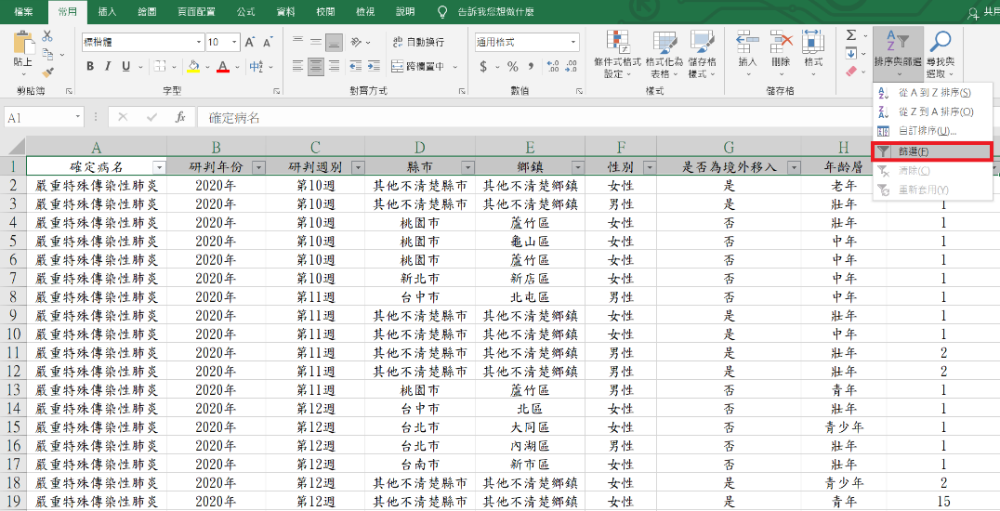 檔案 常用 插入 繪圖 頁面配置 公式 資料 校閱 檢視 說明 告訴我您想做什麼 共用
貼上 楷標體 10 A A 自動換行 通用格式 條件式格式設定 格式化為表格 儲存格樣式 插入 刪除 格式 Σ A Z 排序與篩選 尋找與選取
B I U A 中 跨欄置中 $ % ,
剪貼簿 字型 對齊方式 數值 樣式 儲存格
從 A 到 Z 排序(S)
從 Z 到 A 排序(O)
自訂排序(U)...
篩選(F)
清除(C)
重新套用(Y)
A1 fx 確定病名
A B C D E F G H
1 確定病名 研判年份 研判週別 縣市 鄉鎮 性別 是否為境外移入 年齡層
2 嚴重特殊傳染性肺炎 2020年 第10週 其他不清楚縣市 其他不清楚鄉鎮 女性 是 老年
3 嚴重特殊傳染性肺炎 2020年 第10週 其他不清楚縣市 其他不清楚鄉鎮 男性 是 壯年 1
4 嚴重特殊傳染性肺炎 2020年 第10週 桃園市 蘆竹區 女性 否 壯年 1
5 嚴重特殊傳染性肺炎 2020年 第10週 桃園市 龜山區 女性 否 中年 1
6 嚴重特殊傳染性肺炎 2020年 第10週 桃園市 蘆竹區 女性 否 中年 1
7 嚴重特殊傳染性肺炎 2020年 第10週 新北市 新店區 女性 否 中年 1
8 嚴重特殊傳染性肺炎 2020年 第11週 台中市 北屯區 男性 否 中年 1
9 嚴重特殊傳染性肺炎 2020年 第11週 其他不清楚縣市 其他不清楚鄉鎮 女性 是 壯年 1
10 嚴重特殊傳染性肺炎 2020年 第11週 其他不清楚縣市 其他不清楚鄉鎮 女性 是 中年 1
11 嚴重特殊傳染性肺炎 2020年 第11週 其他不清楚縣市 其他不清楚鄉鎮 男性 是 壯年 2
12 嚴重特殊傳染性肺炎 2020年 第11週 其他不清楚縣市 其他不清楚鄉鎮 男性 是 壯年 2
13 嚴重特殊傳染性肺炎 2020年 第11週 桃園市 蘆竹區 男性 否 青年 1
14 嚴重特殊傳染性肺炎 2020年 第12週 台中市 北區 女性 否 壯年 1
15 嚴重特殊傳染性肺炎 2020年 第12週 台北市 大同區 女性 否 青少年 1
16 嚴重特殊傳染性肺炎 2020年 第12週 台北市 內湖區 男性 否 壯年 1
17 嚴重特殊傳染性肺炎 2020年 第12週 台南市 新市區 女性 否 壯年 1
18 嚴重特殊傳染性肺炎 2020年 第12週 其他不清楚縣市 其他不清楚鄉鎮 女性 是 青少年 2
19 嚴重特殊傳染性肺炎 2020年 第12週 其他不清楚縣市 其他不清楚鄉鎮 女性 是 青年 15